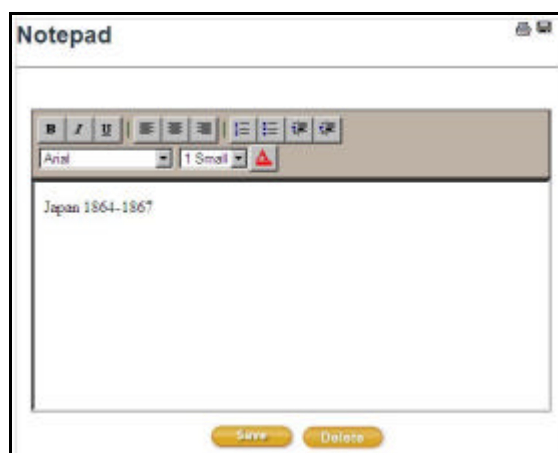 Notepad
B I U
Arial 1 Small A
Japan 1864-1867
Save Delete